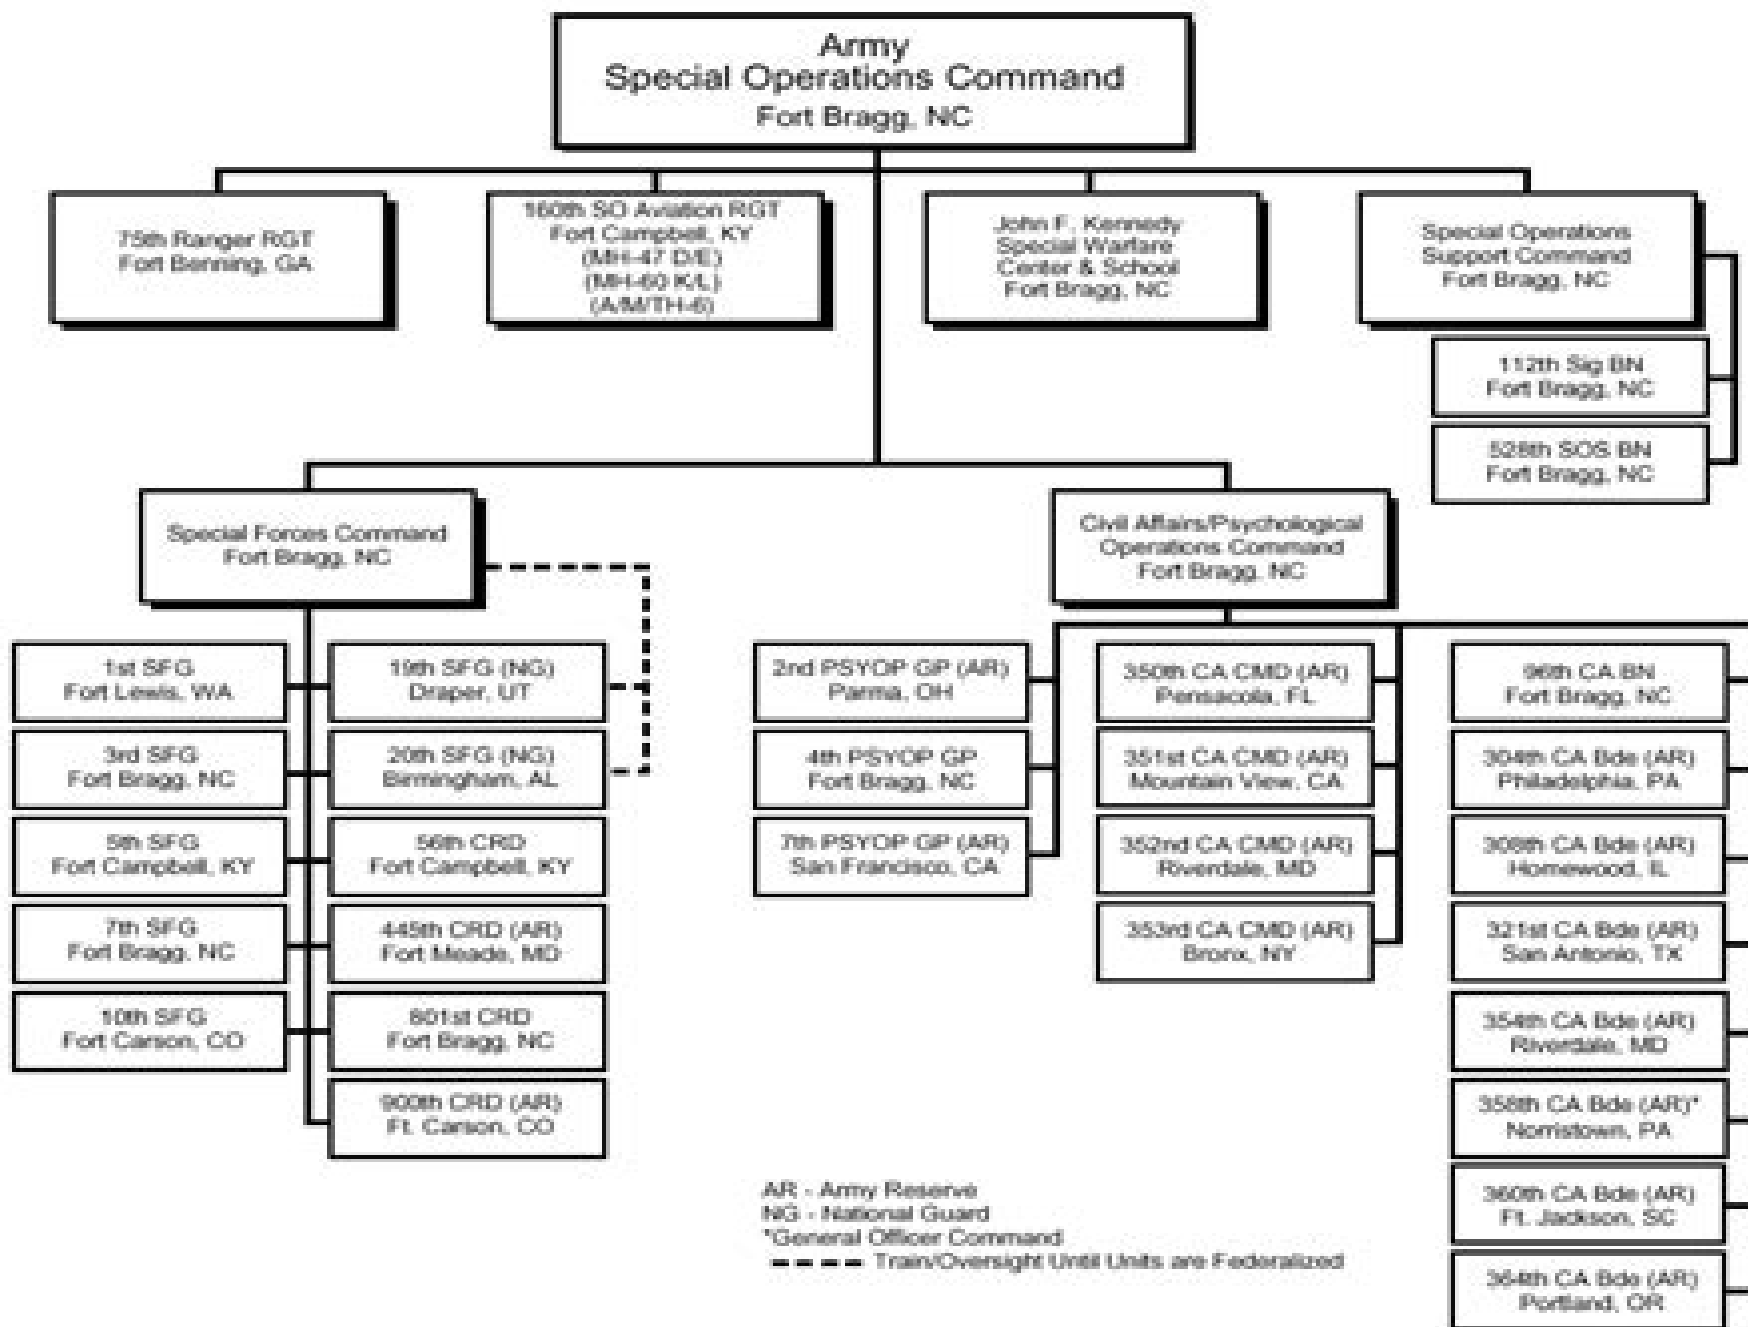 Army
Special Operations Command
Fort Bragg, NC
75th Ranger RGT
Fort Benning, GA
160th SO Aviation RGT
Fort Campbell, KY
(MH-47 D/E)
(MH-60 K/L)
(A/M/TH-6)
John F. Kennedy
Special Warfare
Center & School
Fort Bragg, NC
Special Operations
Support Command
Fort Bragg, NC
112th Sig BN
Fort Bragg, NC
528th SOS BN
Fort Bragg, NC
Special Forces Command
Fort Bragg, NC
Civil Affairs/Psychological
Operations Command
Fort Bragg, NC
1st SFG
Fort Lewis, WA
3rd SFG
Fort Bragg, NC
5th SFG
Fort Campbell, KY
7th SFG
Fort Bragg, NC
10th SFG
Fort Carson, CO
19th SFG (NG)
Draper, UT
20th SFG (NG)
Birmingham, AL
56th CRD
Fort Campbell, KY
445th CRD (AR)
Fort Meade, MD
801st CRD
Fort Bragg, NC
900th CRD (AR)
Ft. Carson, CO
2nd PSYOP GP (AR)
Parma, OH
4th PSYOP GP
Fort Bragg, NC
7th PSYOP GP (AR)
San Francisco, CA
350th CA CMD (AR)
Pensacola, FL
351st CA CMD (AR)
Mountain View, CA
352nd CA CMD (AR)
Riverdale, MD
353rd CA CMD (AR)
Bronx, NY
96th CA BN
Fort Bragg, NC
304th CA Bde (AR)
Philadelphia, PA
308th CA Bde (AR)
Homewood, IL
321st CA Bde (AR)
San Antonio, TX
354th CA Bde (AR)
Riverdale, MD
358th CA Bde (AR)*
Norristown, PA
360th CA Bde (AR)
Ft. Jackson, SC
364th CA Bde (AR)
Portland, OR
AR - Army Reserve
NG - National Guard
*General Officer Command
Train/Oversight Until Units are Federalized